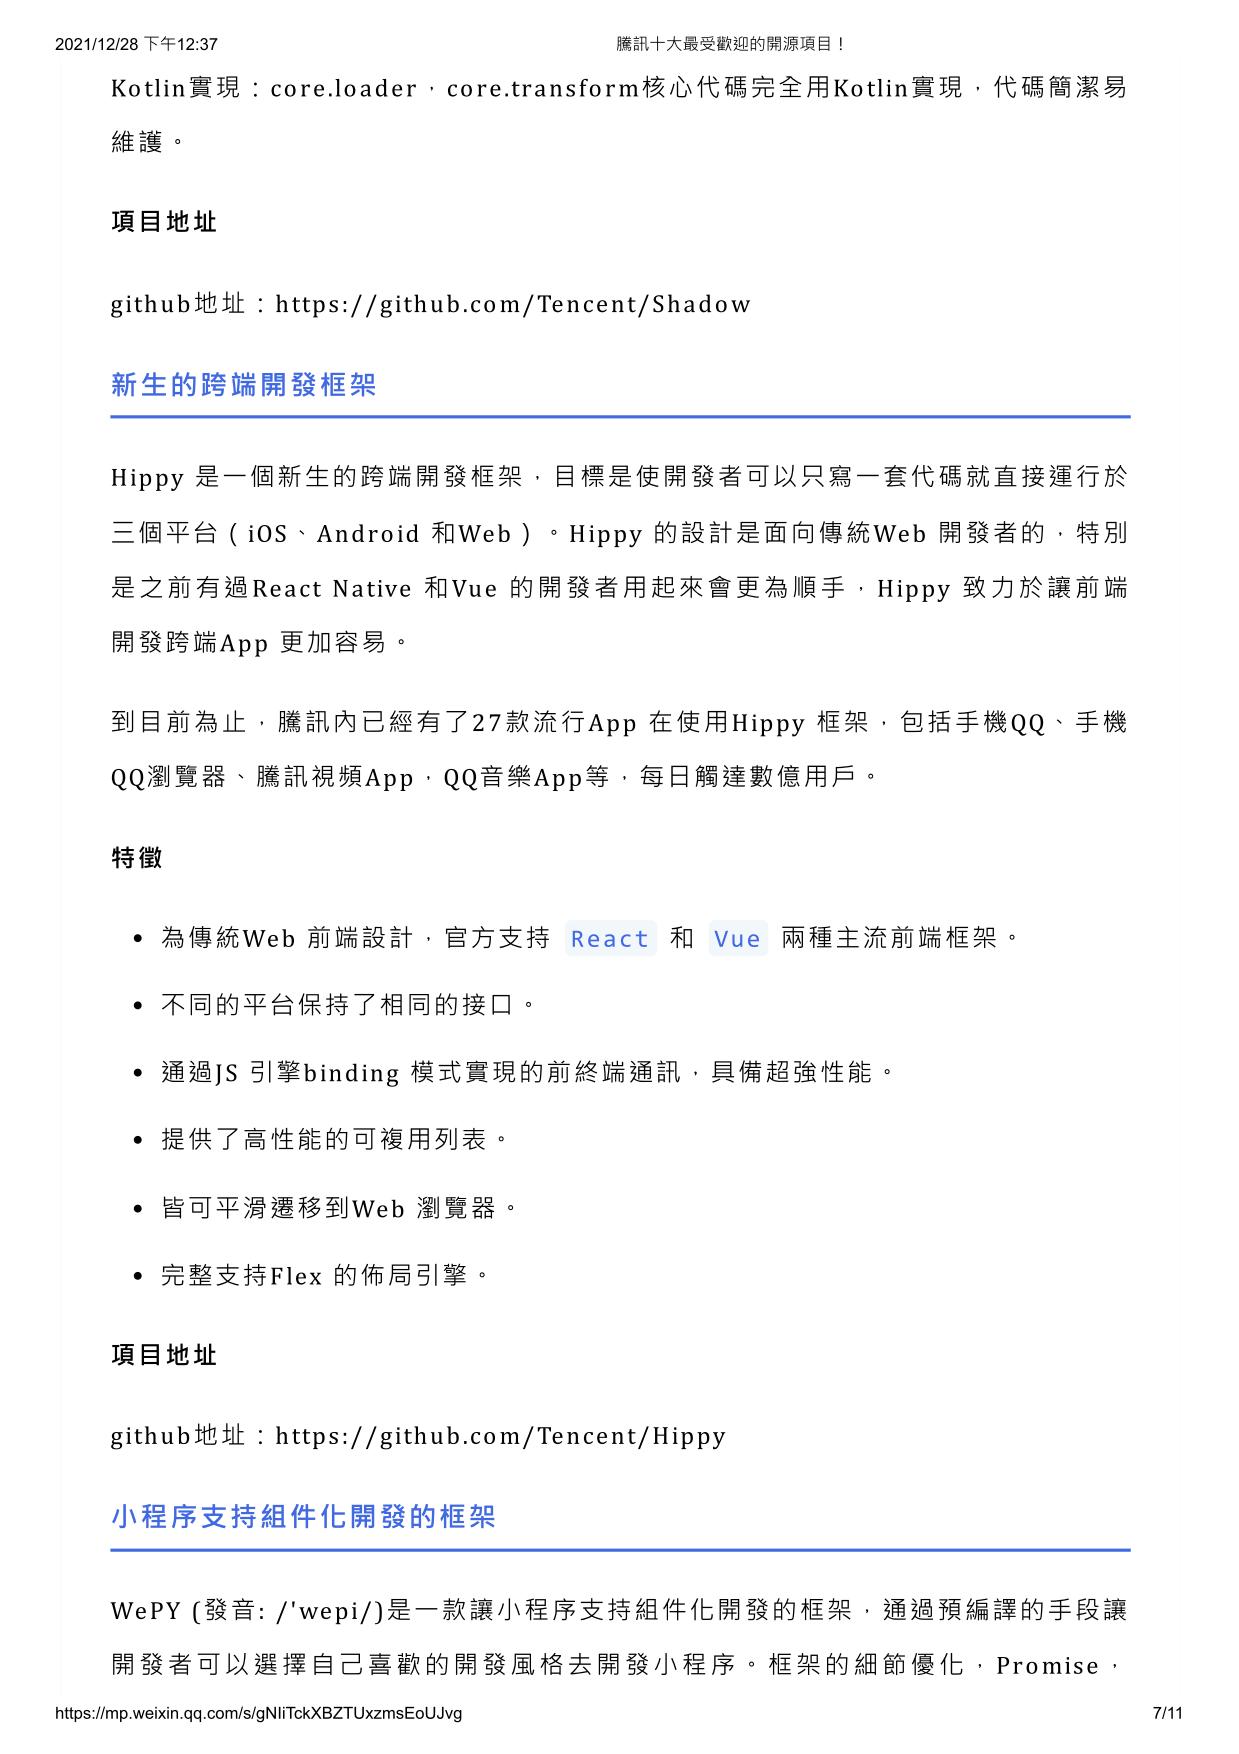 2021/12/28 下午12:37 騰訊十大最受歡迎的開源項目！
Kotlin實現：core.loader，core.transform核心代碼完全用Kotlin實現，代碼簡潔易
維護。
項目地址
github地址：https://github.com/Tencent/Shadow
新生的跨端開發框架
Hippy 是一個新生的跨端開發框架，目標是使開發者可以只寫一套代碼就直接運行於
三個平台（iOS、Android 和Web）。Hippy 的設計是面向傳統Web 開發者的，特別
是之前有過React Native 和Vue 的開發者用起來會更為順手，Hippy 致力於讓前端
開發跨端App 更加容易。
到目前為止，騰訊內已經有了27款流行App 在使用Hippy 框架，包括手機QQ、手機
QQ瀏覽器、騰訊視頻App，QQ音樂App等，每日觸達數億用戶。
特徵
• 為傳統Web 前端設計，官方支持 React 和 Vue 兩種主流前端框架。
• 不同的平台保持了相同的接口。
• 通過JS 引擎binding 模式實現的前終端通訊，具備超強性能。
• 提供了高性能的可複用列表。
• 皆可平滑遷移到Web 瀏覽器。
• 完整支持Flex 的佈局引擎。
項目地址
github地址：https://github.com/Tencent/Hippy
小程序支持組件化開發的框架
WePY (發音: /'wepi/)是一款讓小程序支持組件化開發的框架，通過預編譯的手段讓
開發者可以選擇自己喜歡的開發風格去開發小程序。框架的細節優化，Promise，
https://mp.weixin.qq.com/s/gNIiTckXBZTUxzmsEoUJvg 7/11